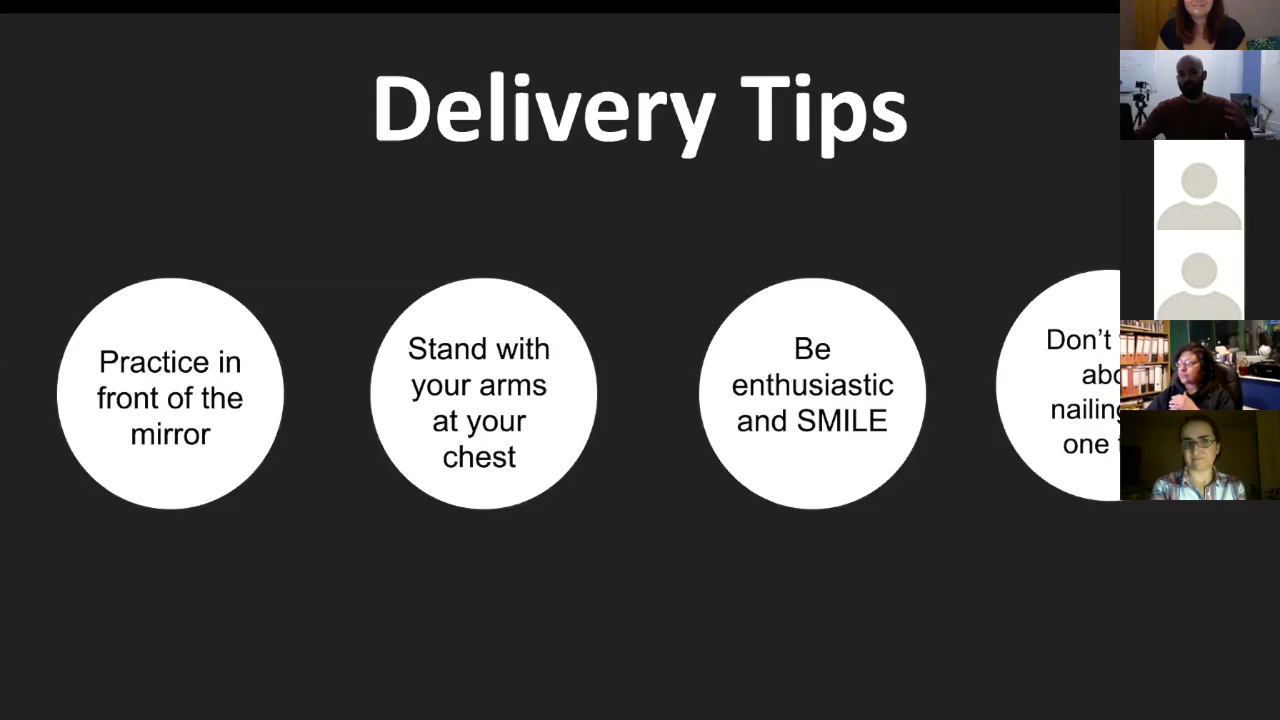 Delivery Tips
Practice in
front of the
mirror
Stand with
your arms
at your
chest
Be
enthusiastic
and SMILE
Don't
nailing
one